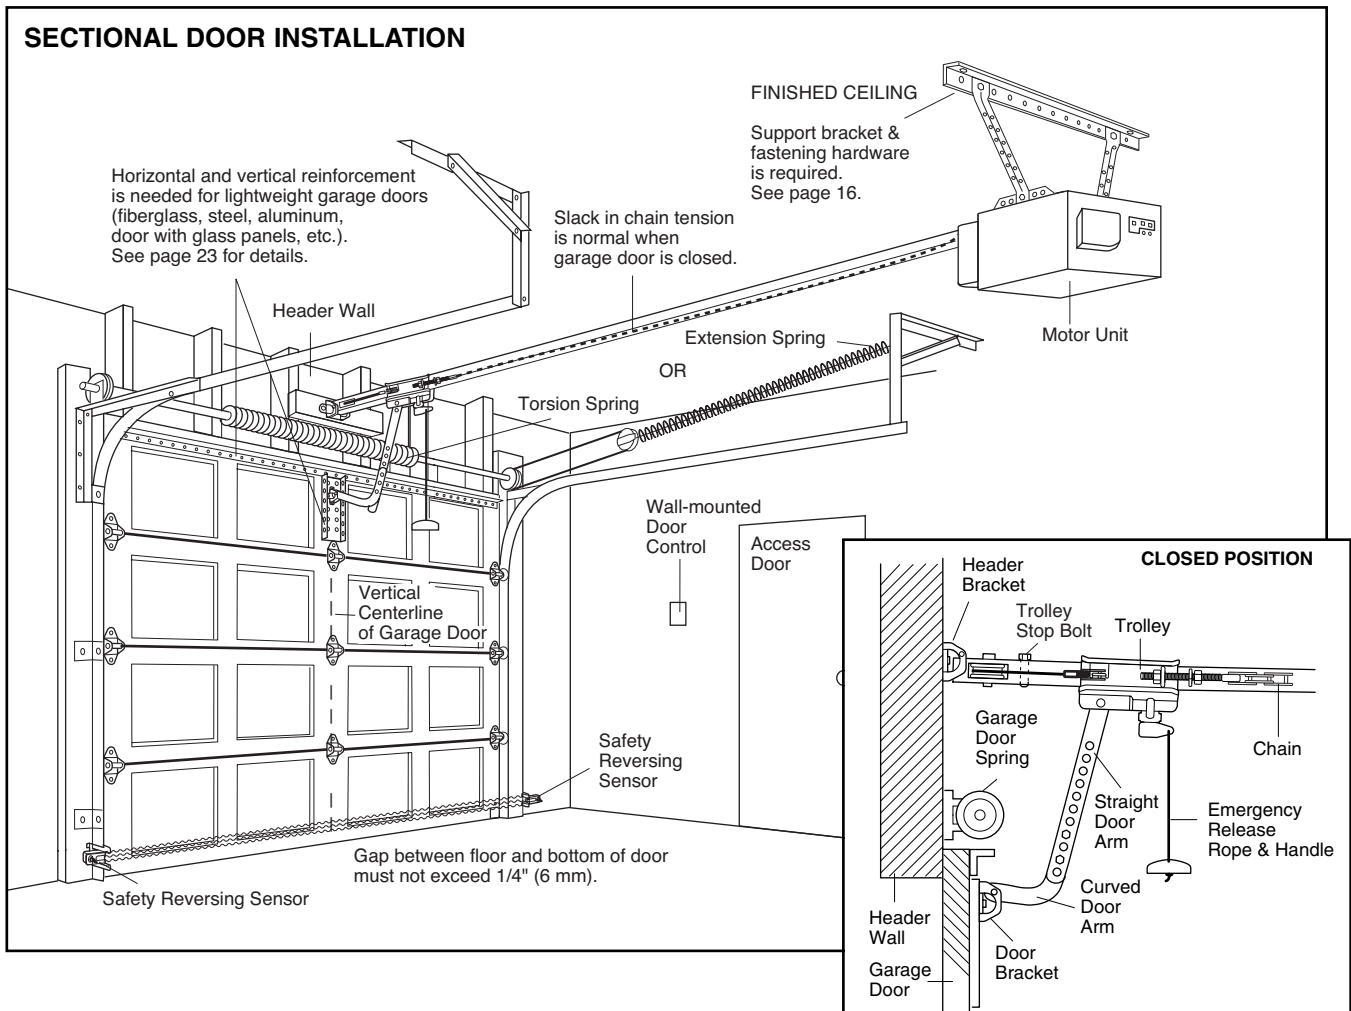 SECTIONAL DOOR INSTALLATION
FINISHED CEILING
Support bracket &
fastening hardware
is required.
See page 16.
Horizontal and vertical reinforcement
is needed for lightweight garage doors
(fiberglass, steel, aluminum,
door with glass panels, etc.).
See page 23 for details.
Slack in chain tension
is normal when
garage door is closed.
Header Wall
Extension Spring
Motor Unit
OR
Torsion Spring
Wall-mounted
Door
Control
Access
Door
Vertical
Centerline
of Garage Door
Safety
Reversing
Sensor
Gap between floor and bottom of door
must not exceed 1/4" (6 mm).
Safety Reversing Sensor
CLOSED POSITION
Header
Bracket
Trolley
Stop Bolt
Trolley
Garage
Door
Spring
Chain
Straight
Door
Arm
Emergency
Release
Rope & Handle
Curved
Door
Arm
Header
Wall
Door
Bracket
Garage
Door